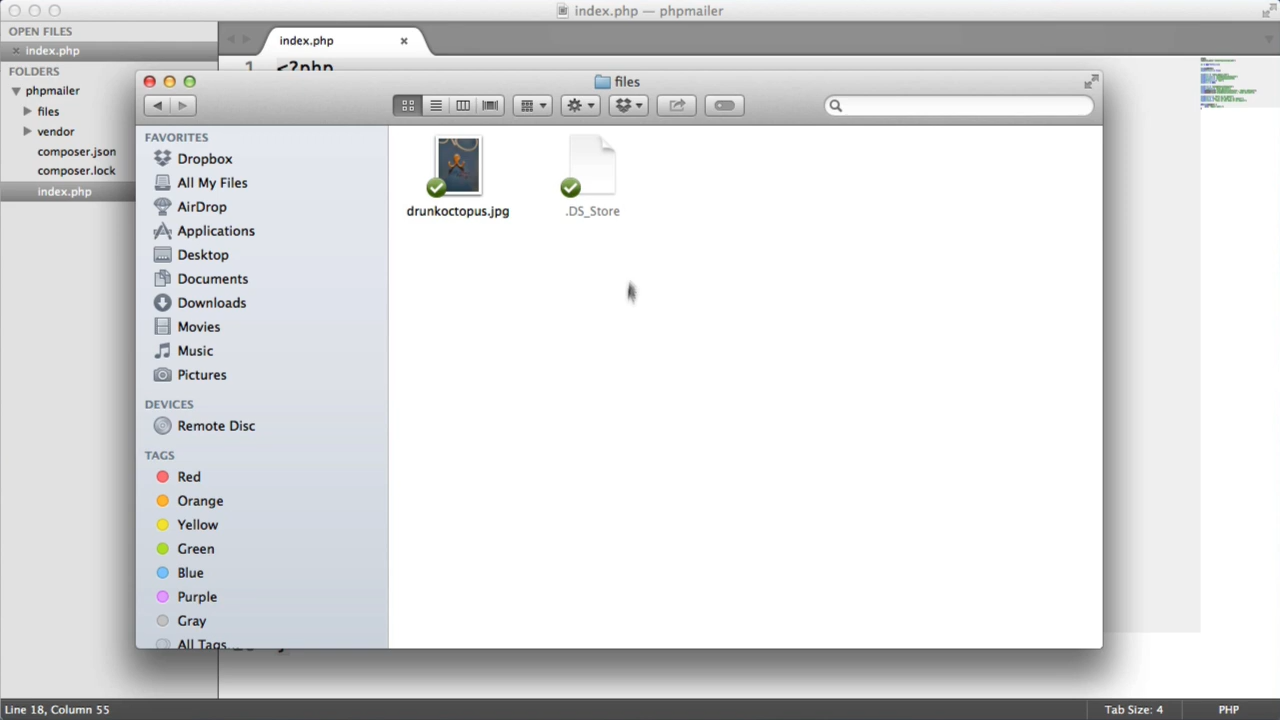 index.php — phpmailer
OPEN FILES
index.php
FOLDERS
phpmailer
files
vendor
composer.json
composer.lock
index.php
index.php
1 <?php
files
FAVORITES
Dropbox
All My Files
AirDrop
Applications
Desktop
Documents
Downloads
Movies
Music
Pictures
DEVICES
Remote Disc
TAGS
Red
Orange
Yellow
Green
Blue
Purple
Gray
All Tags
drunkoctopus.jpg
.DS_Store
Line 18, Column 55
Tab Size: 4
PHP